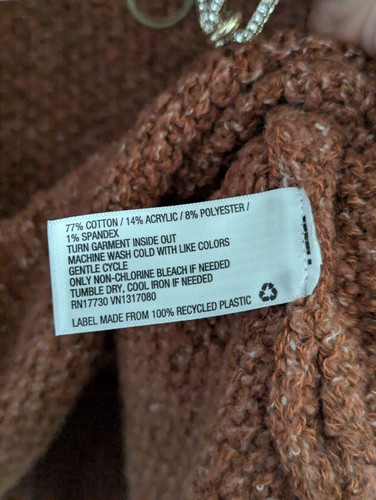 77% COTTON / 14% ACRYLIC / 8% POLYESTER /
1% SPANDEX
TURN GARMENT INSIDE OUT
MACHINE WASH COLD WITH LIKE COLORS
GENTLE CYCLE
ONLY NON-CHLORINE BLEACH IF NEEDED
TUMBLE DRY, COOL IRON IF NEEDED
RN17730 VN1317080
LABEL MADE FROM 100% RECYCLED PLASTIC